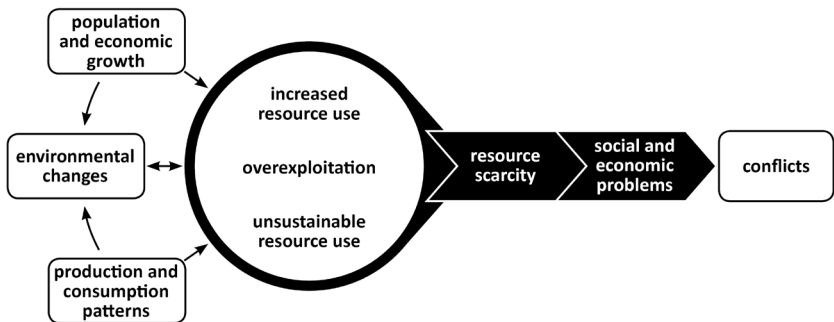 population
and economic
growth
environmental
changes
production and
consumption
patterns
increased
resource use
overexploitation
unsustainable
resource use
resource
scarcity
social and
economic
problems
conflicts